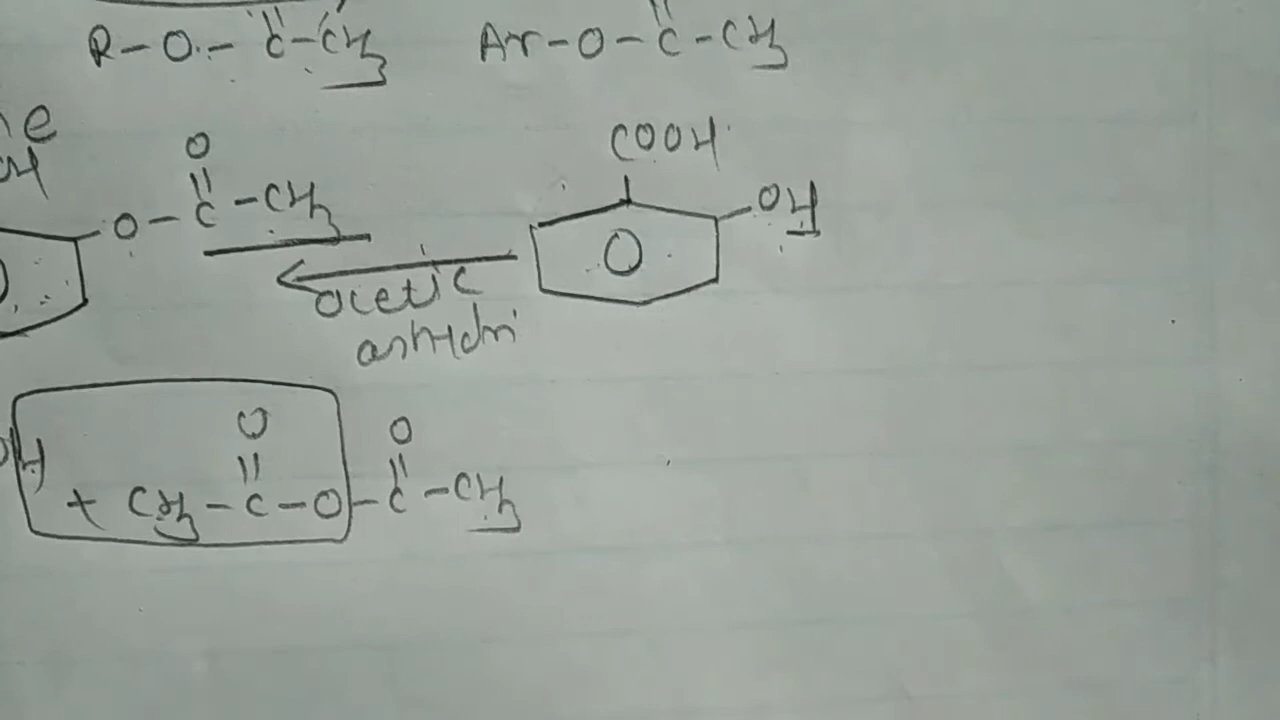 R-O-C-CH3 Ar-O-C-CH3
O
O-C-CH3
COOH
OH
O
acetic
anhydri
O O
+ CH3-C-O-C-CH3